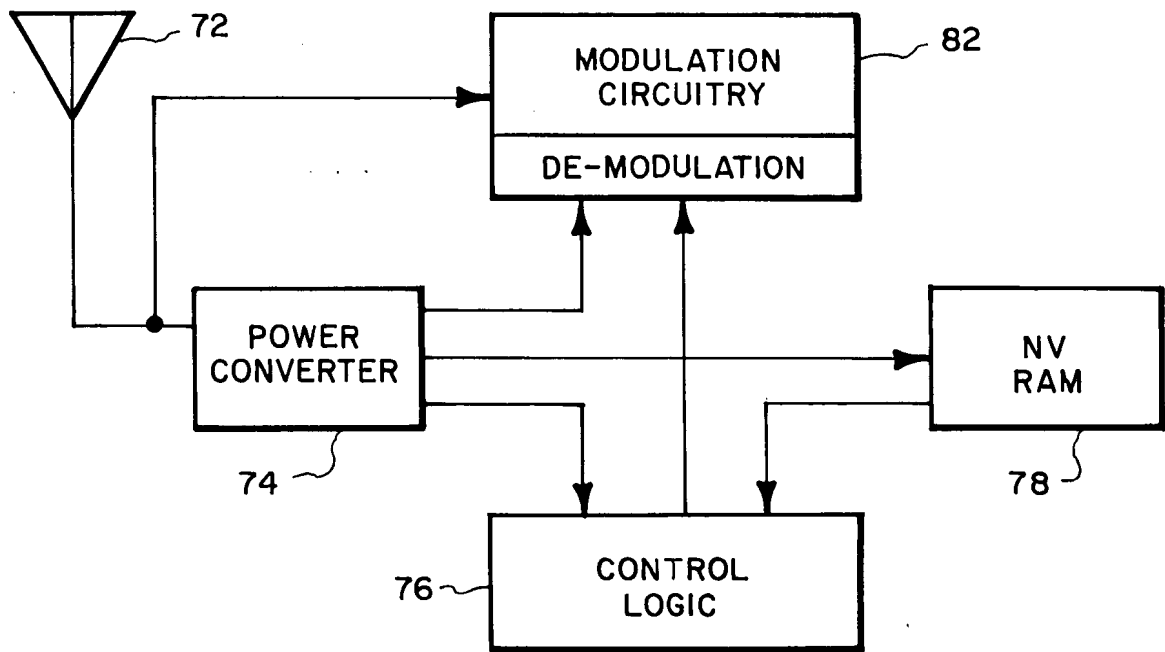 72
MODULATION
CIRCUITRY
82
DE-MODULATION
POWER
CONVERTER
74
NV
RAM
78
CONTROL
LOGIC
76